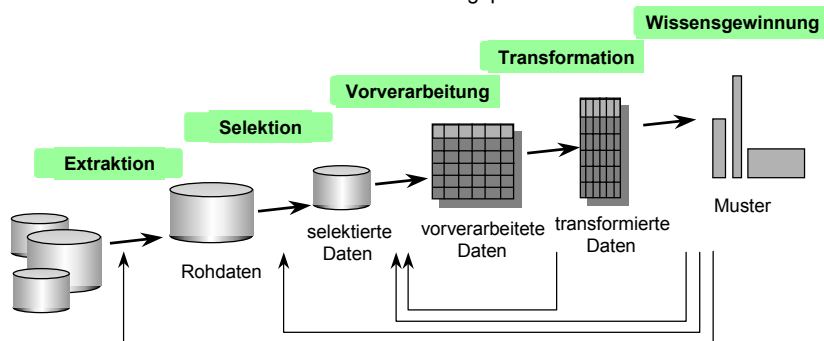 Wissensgewinnung
Transformation
Vorverarbeitung
Selektion
Extraktion
Rohdaten
selektierte
Daten
vorverarbeitete
Daten
transformierte
Daten
Muster